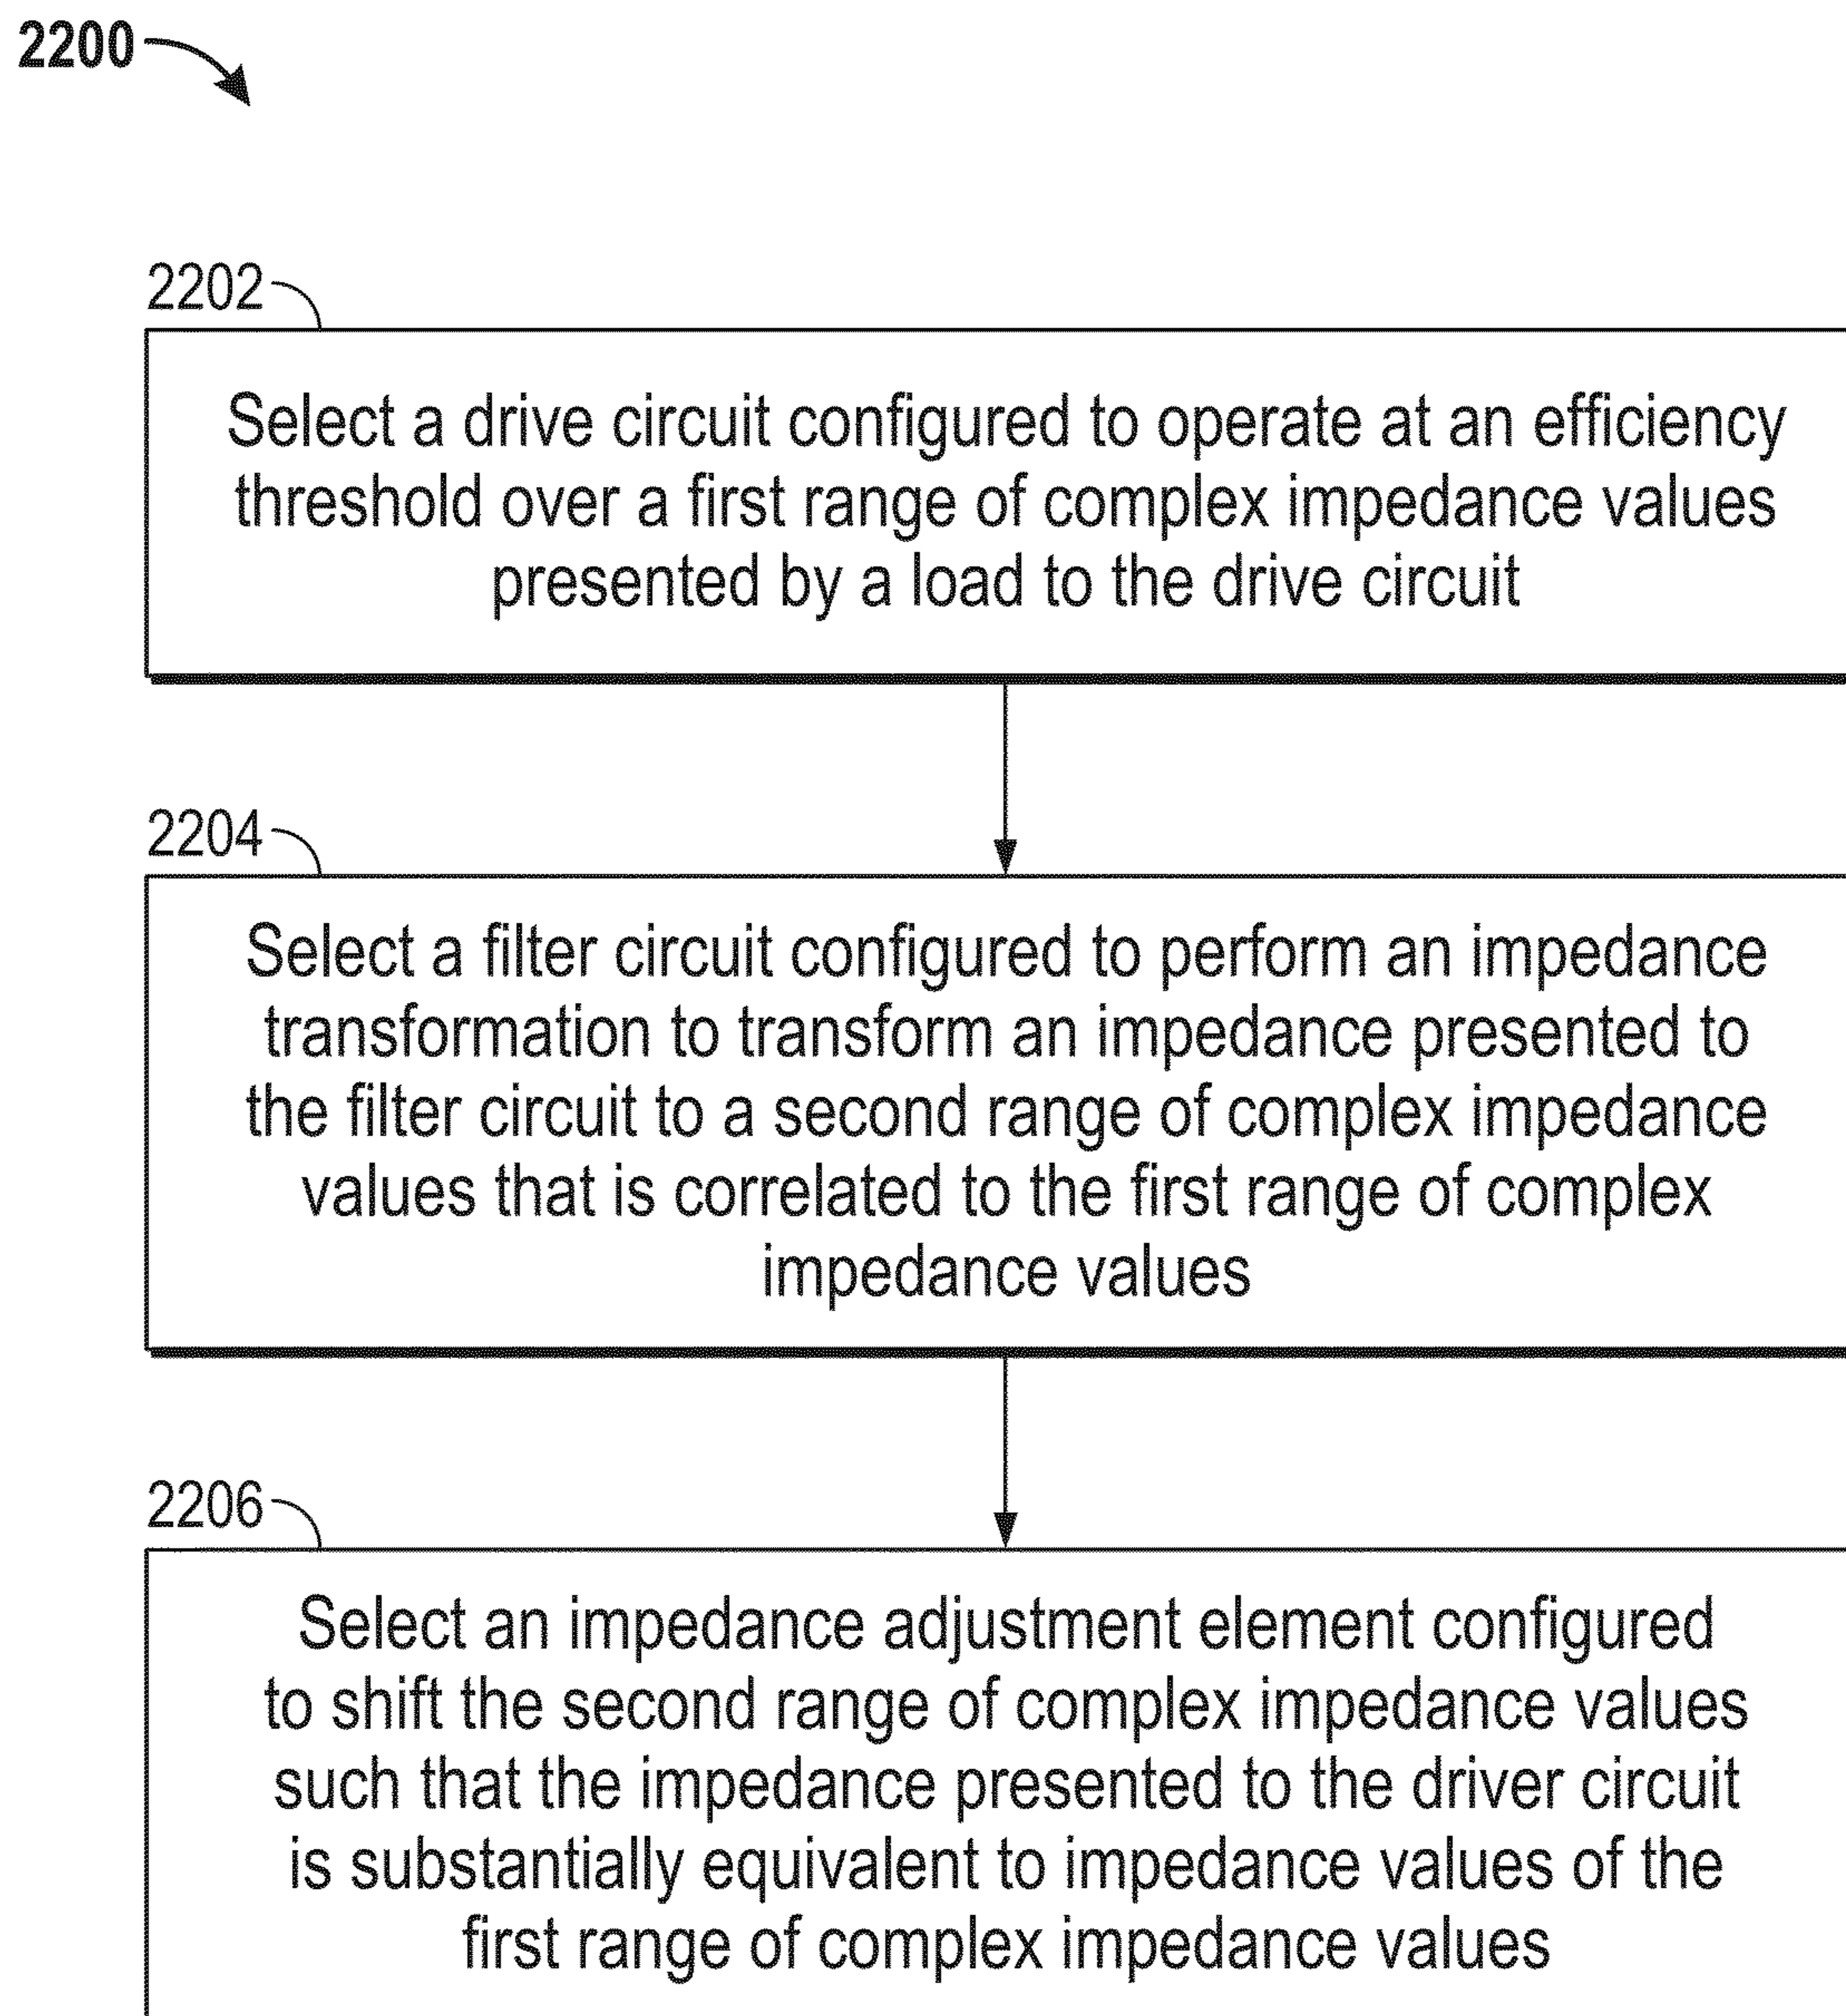 2200
2202
Select a drive circuit configured to operate at an efficiency
threshold over a first range of complex impedance values
presented by a load to the drive circuit
2204
Select a filter circuit configured to perform an impedance
transformation to transform an impedance presented to
the filter circuit to a second range of complex impedance
values that is correlated to the first range of complex
impedance values
2206
Select an impedance adjustment element configured
to shift the second range of complex impedance values
such that the impedance presented to the driver circuit
is substantially equivalent to impedance values of the
first range of complex impedance values